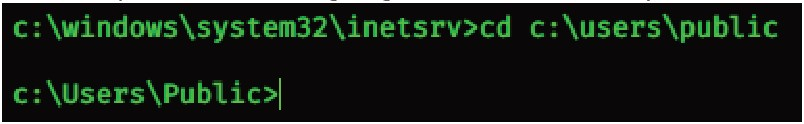 c:\windows\system32\inetsrv>cd c:\users\public
c:\Users\Public>